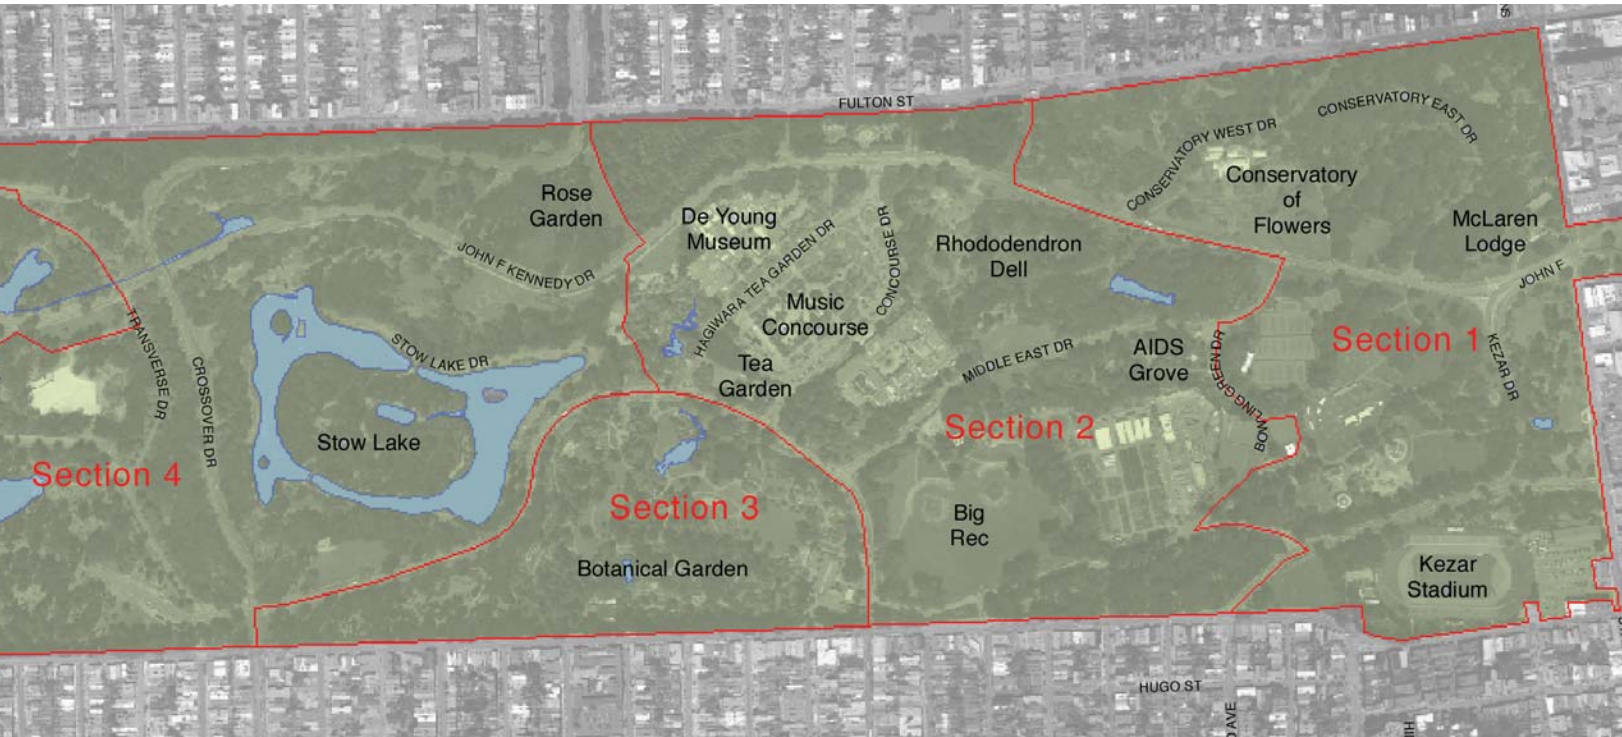 FULTON ST
CONSERVATORY WEST DR
CONSERVATORY EAST DR
Conservatory
of
Flowers
McLaren
Lodge
Rose
Garden
De Young
Museum
HAGIWARA TEA GARDEN DR
CONCOURSE DR
Rhododendron
Dell
JOHN F KENNEDY DR
JOHN F
Music
Concourse
TRANSVERSE DR
CROSSOVER DR
STOW LAKE DR
Tea
Garden
MIDDLE EAST DR
AIDS
Grove
BOWLING GREEN DR
Section 1
KEZAR DR
Stow Lake
Section 2
Section 4
Section 3
Big
Rec
Botanical Garden
Kezar
Stadium
HUGO ST
D AVE